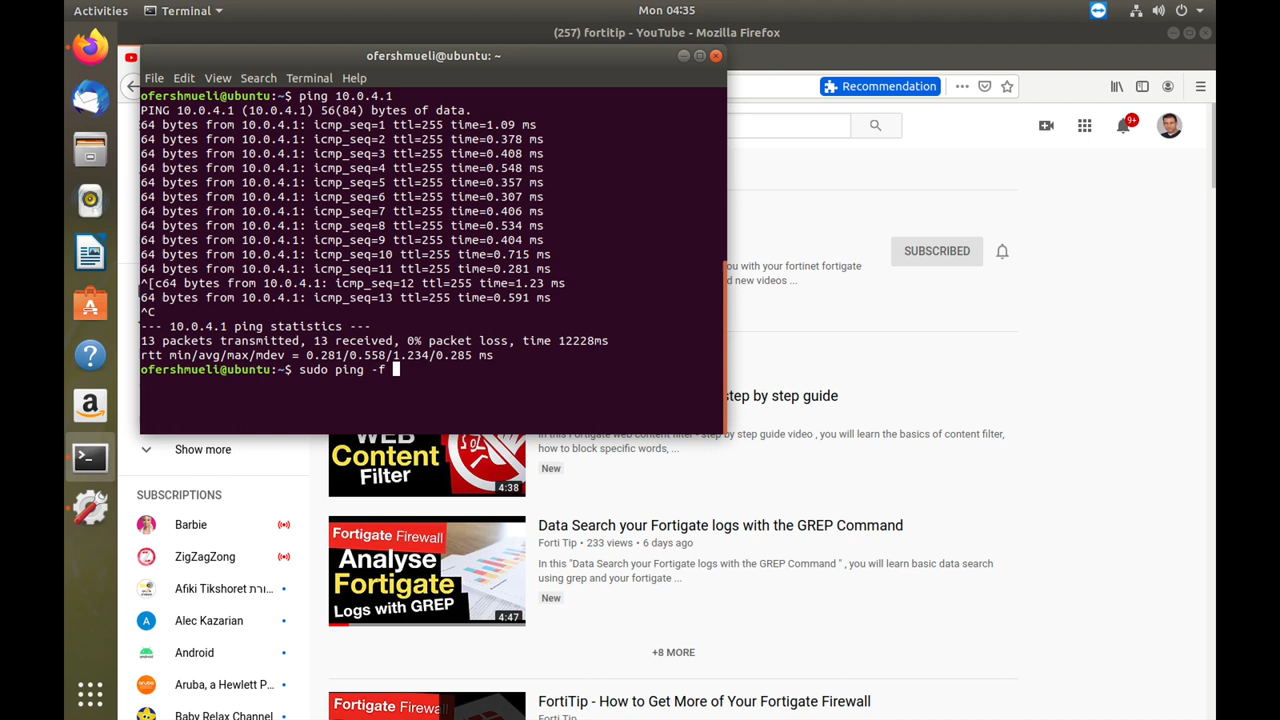 Activities
Terminal
Mon 04:35
(257) fortitip - YouTube - Mozilla Firefox
ofershmueli@ubuntu: ~
File Edit View Search Terminal Help
Recommendation
9+
ofershmueli@ubuntu:~$ ping 10.0.4.1
PING 10.0.4.1 (10.0.4.1) 56(84) bytes of data.
64 bytes from 10.0.4.1: icmp_seq=1 ttl=255 time=1.09 ms
64 bytes from 10.0.4.1: icmp_seq=2 ttl=255 time=0.378 ms
64 bytes from 10.0.4.1: icmp_seq=3 ttl=255 time=0.408 ms
64 bytes from 10.0.4.1: icmp_seq=4 ttl=255 time=0.548 ms
64 bytes from 10.0.4.1: icmp_seq=5 ttl=255 time=0.357 ms
64 bytes from 10.0.4.1: icmp_seq=6 ttl=255 time=0.307 ms
64 bytes from 10.0.4.1: icmp_seq=7 ttl=255 time=0.406 ms
64 bytes from 10.0.4.1: icmp_seq=8 ttl=255 time=0.534 ms
64 bytes from 10.0.4.1: icmp_seq=9 ttl=255 time=0.404 ms
64 bytes from 10.0.4.1: icmp_seq=10 ttl=255 time=0.715 ms
64 bytes from 10.0.4.1: icmp_seq=11 ttl=255 time=0.281 ms
^[c64 bytes from 10.0.4.1: icmp_seq=12 ttl=255 time=1.23 ms
64 bytes from 10.0.4.1: icmp_seq=13 ttl=255 time=0.591 ms
^C
--- 10.0.4.1 ping statistics ---
13 packets transmitted, 13 received, 0% packet loss, time 12228ms
rtt min/avg/max/mdev = 0.281/0.558/1.234/0.285 ms
ofershmueli@ubuntu:~$ sudo ping -f
SUBSCRIBED
you with your fortinet fortigate
nd new videos ...
step by step guide
In this Fortigate web content filter - step by step guide video , you will learn the basics of content filter,
how to block specific words, ...
New
WEB
Content
Filter
4:38
Show more
SUBSCRIPTIONS
Barbie
ZigZagZong
Afiki Tikshoret תור...
Alec Kazarian
Android
Aruba, a Hewlett P...
Baby Relax Channel
Fortigate Firewall
Analyse
Fortigate
Logs with GREP
4:47
Data Search your Fortigate logs with the GREP Command
Forti Tip • 233 views • 6 days ago
In this "Data Search your Fortigate logs with the GREP Command " , you will learn basic data search
using grep and your fortigate ...
New
+8 MORE
Fortigate Firewall
FortiTip - How to Get More of Your Fortigate Firewall